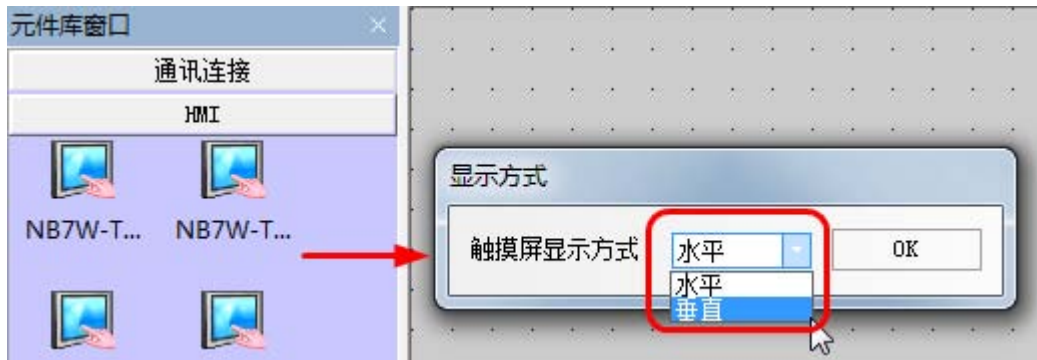 元件库窗口
通讯连接
HMI
NB7W-T...
NB7W-T...
显示方式
触摸屏显示方式
水平
OK
水平
垂直